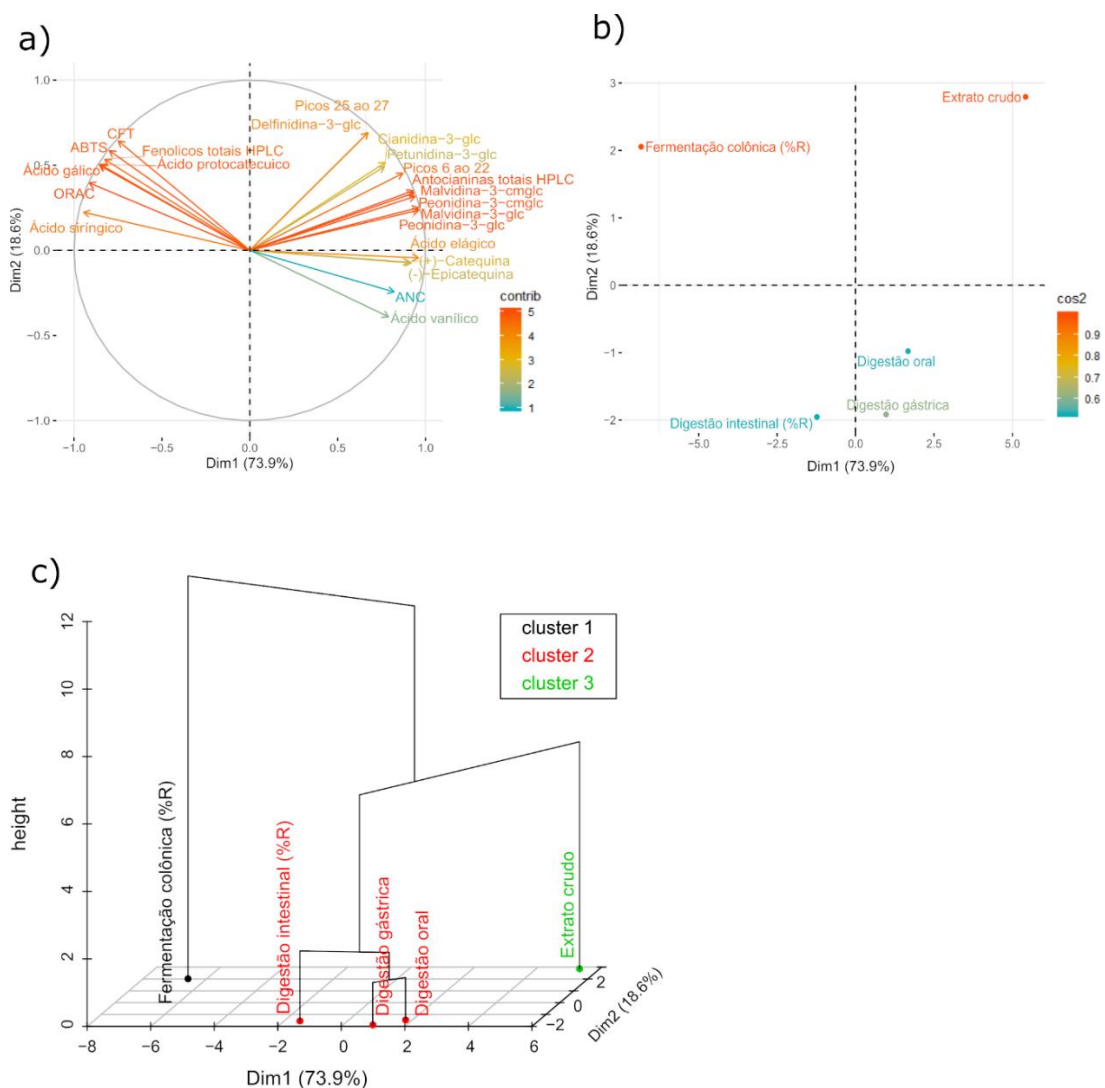 a)
1.0
0.5
0.0
−0.5
−1.0
Dim2 (18.6%)
Picos 25 ao 27
Delfinidina−3−glc
CFT
ABTS
Fenolicos totais HPLC
Ácido protocatecuico
Ácido gálico
ORAC
Ácido siríngico
Cianidina−3−glc
Petunidina−3−glc
Picos 6 ao 22
Antocianinas totais HPLC
Malvidina−3−cmglc
Peonidina−3−cmglc
Malvidina−3−glc
Peonidina−3−glc
Ácido elágico
(+)−Catequina
(-)−Epicatequina
ANC
Ácido vanílico
contrib
5
4
3
2
1
−1.0 −0.5 0.0 0.5 1.0
Dim1 (73.9%)
b)
3
2
1
0
−1
−2
Dim2 (18.6%)
Extrato crudo
Fermentação colônica (%R)
Digestão oral
Digestão gástrica
Digestão intestinal (%R)
cos2
0.9
0.8
0.7
0.6
−5.0 −2.5 0.0 2.5 5.0
Dim1 (73.9%)
c)
cluster 1
cluster 2
cluster 3
12
10
8
6
4
2
0
height
Fermentação colônica (%R)
Digestão intestinal (%R)
Digestão gástrica
Digestão oral
Extrato crudo
2
0
−2
Dim2 (18.6%)
−8 −6 −4 −2 0 2 4 6
Dim1 (73.9%)